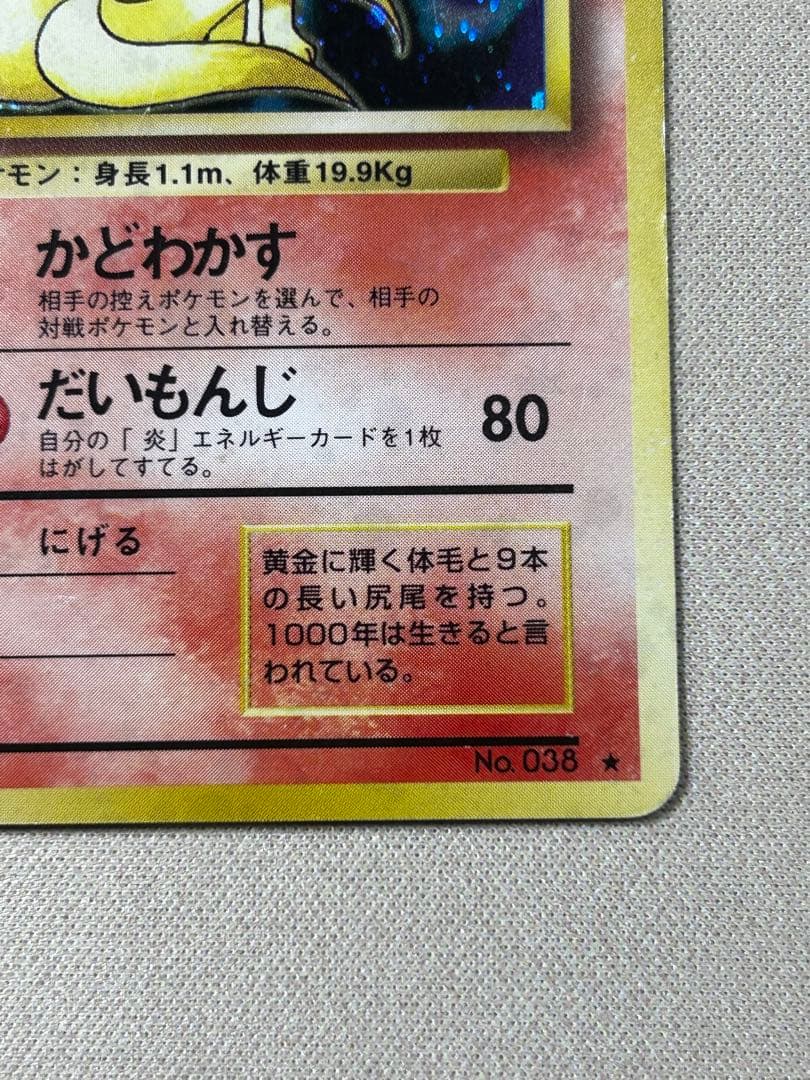 モン：身長1.1m、体重19.9Kg
かどわかす
相手の控えポケモンを選んで、相手の
対戦ポケモンと入れ替える。
だいもんじ 80
自分の「 炎」エネルギーカードを1枚
はがしてすてる。
にげる
黄金に輝く体毛と9本
の長い尻尾を持つ。
1000年は生きると言
われている。
No. 038 ★